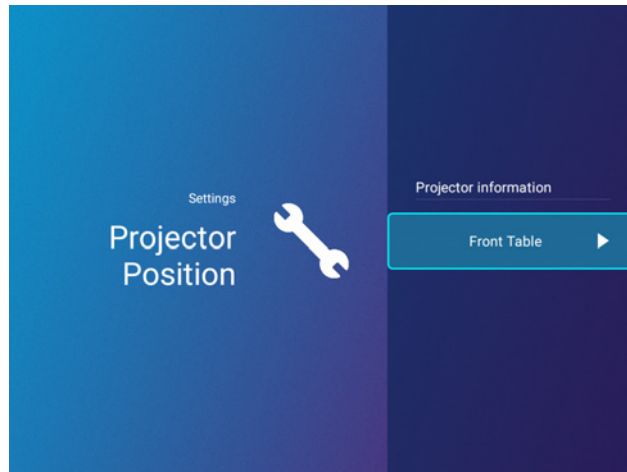 Settings
Projector
Position
Projector information
Front Table